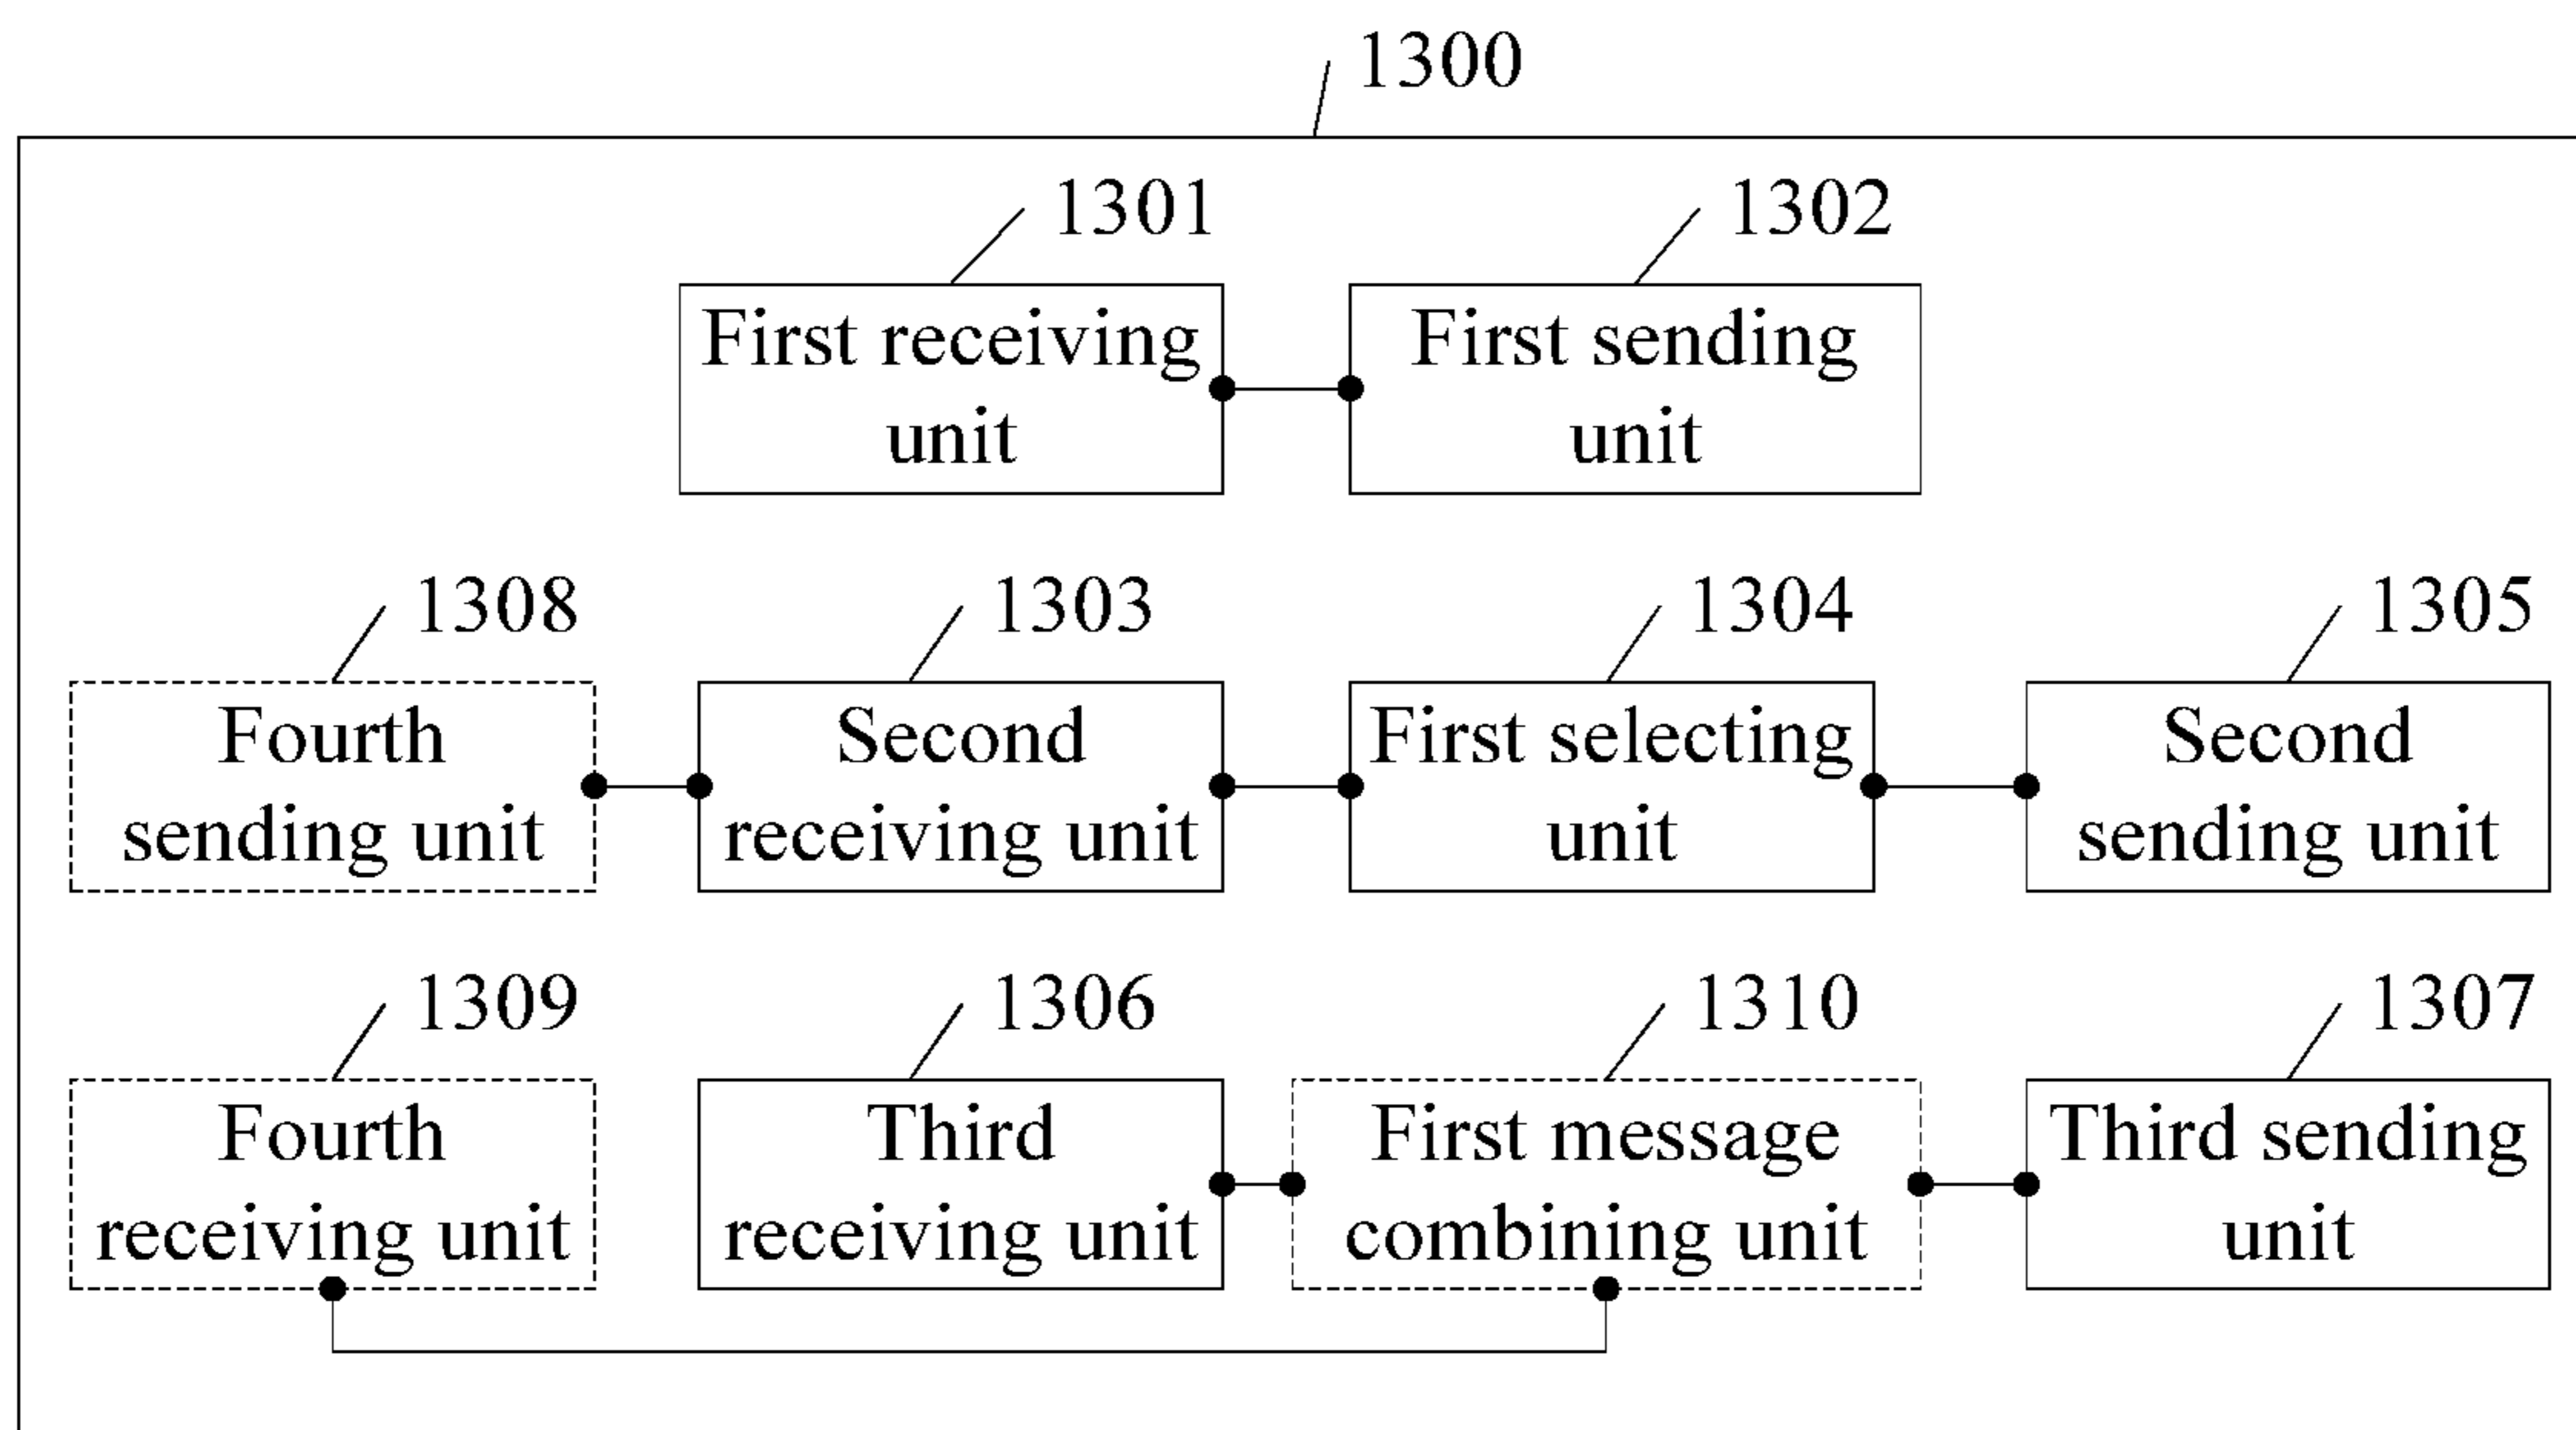 1300
1301
1302
First receiving
unit
First sending
unit
1308
1303
1304
1305
Fourth
sending unit
Second
receiving unit
First selecting
unit
Second
sending unit
1309
1306
1310
1307
Fourth
receiving unit
Third
receiving unit
First message
combining unit
Third sending
unit